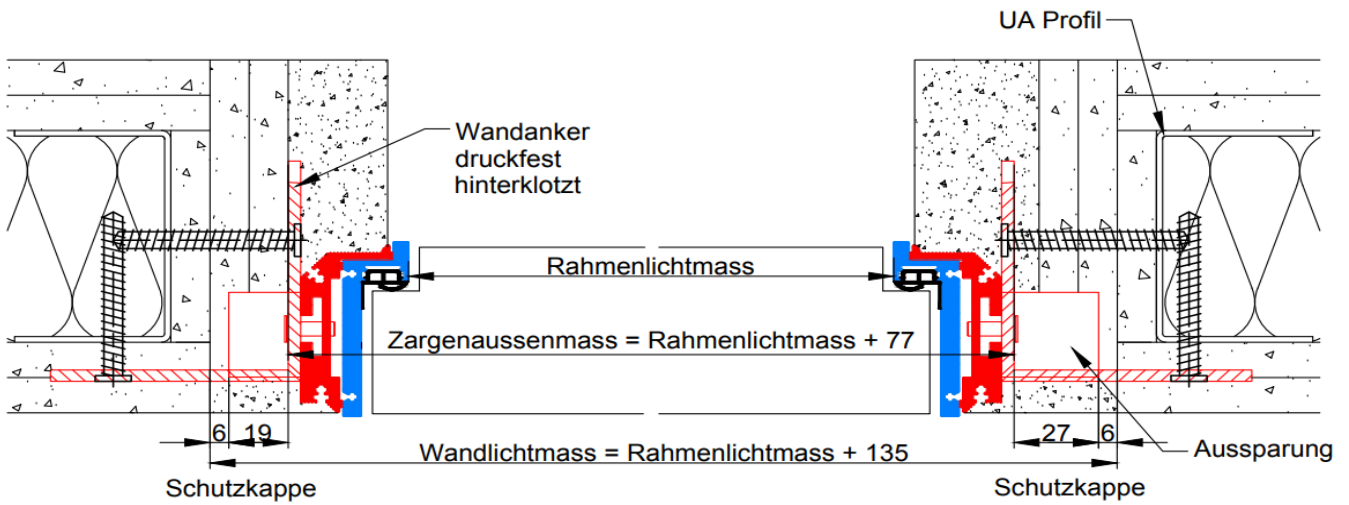 UA Profil
Wandanker
druckfest
hinterklotzt
Rahmenlichtmass
Zargenaussenmass = Rahmenlichtmass + 77
6 19
27 6
Wandlichtmass = Rahmenlichtmass + 135
Aussparung
Schutzkappe
Schutzkappe